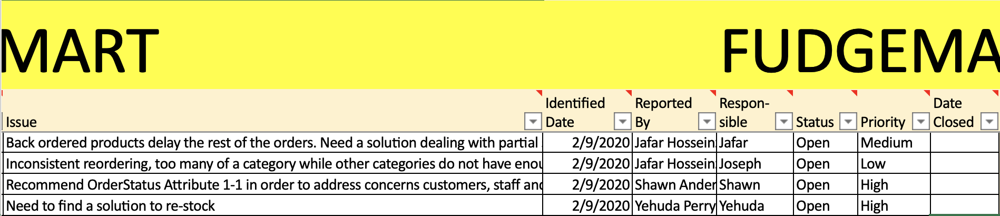 MART FUDGEMA
Issue Identified Date Reported By Respon-sible Status Priority Date Closed
Back ordered products delay the rest of the orders. Need a solution dealing with partial 2/9/2020 Jafar Hossein Jafar Open Medium
Inconsistent reordering, too many of a category while other categories do not have enou 2/9/2020 Jafar Hossein Joseph Open Low
Recommend OrderStatus Attribute 1-1 in order to address concerns customers, staff and 2/9/2020 Shawn Ander Shawn Open High
Need to find a solution to re-stock 2/9/2020 Yehuda Perry Yehuda Open High